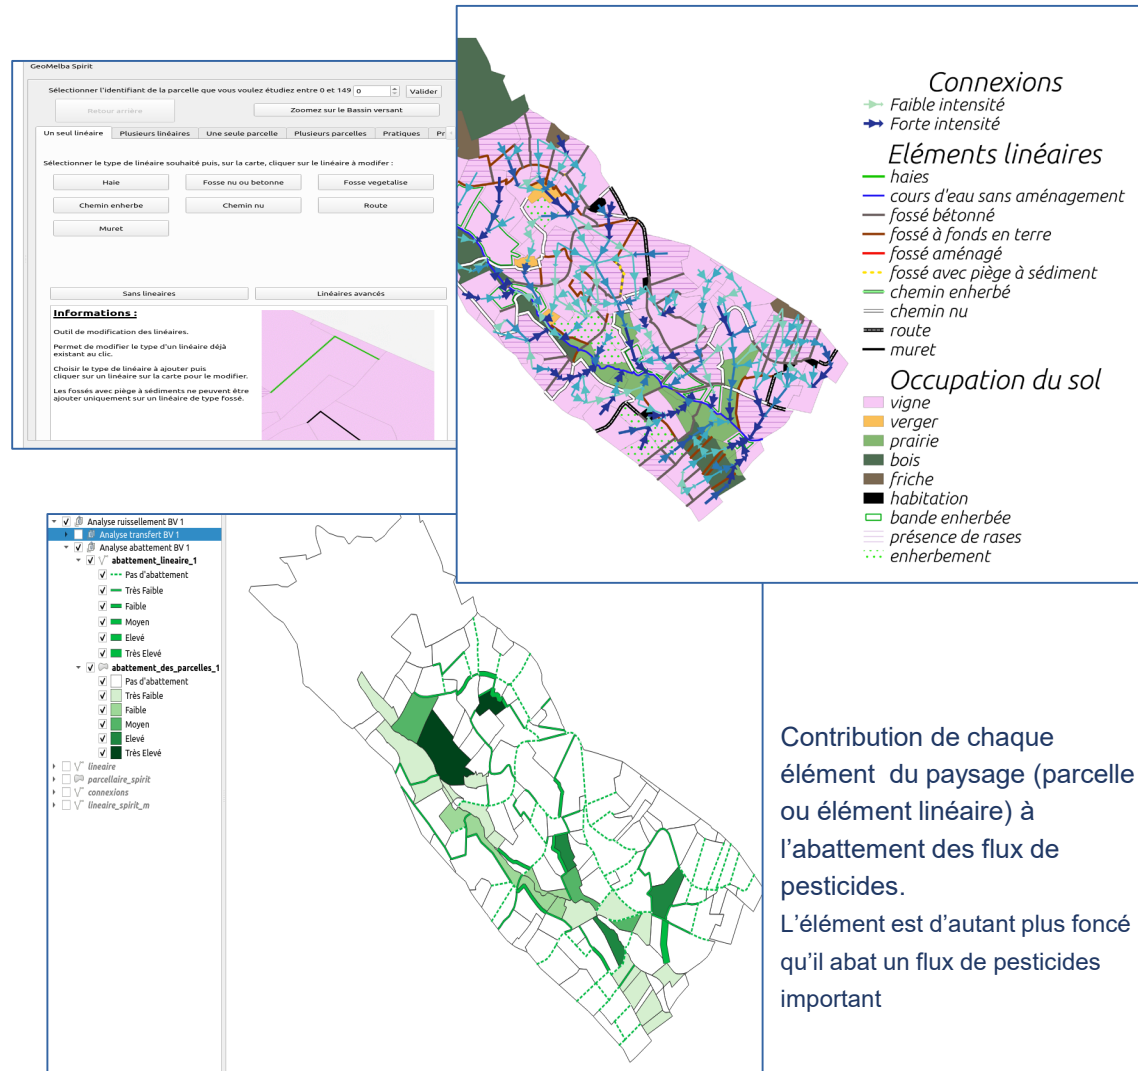 GeoMelba Spirit
Sélectionner l'identifiant de la parcelle que vous voulez étudiez entre 0 et 149 0 Valider
Retour arrière Zoomez sur le Bassin versant
Un seul linéaire Plusieurs linéaires Une seule parcelle Plusieurs parcelles Pratiques Pr
Sélectionner le type de linéaire souhaité puis, sur la carte, cliquer sur le linéaire à modifier :
Haie Fosse nu ou betonne Fosse vegetalise
Chemin enherbe Chemin nu Route
Muret
Sans lineaires Linéaires avancés
Informations :
Outil de modification des linéaires.
Permet de modifier le type d'un linéaire déjà
existant au clic.
Choisir le type de linéaire à ajouter puis
cliquer sur un linéaire sur la carte pour le modifier.
Les fossés avec piège à sédiments ne peuvent être
ajouter uniquement sur un linéaire de type fossé.
Connexions
Faible intensité
Forte intensité
Eléments linéaires
haies
cours d'eau sans aménagement
fossé bétonné
fossé à fonds en terre
fossé aménagé
fossé avec piège à sédiment
chemin enherbé
chemin nu
route
muret
Occupation du sol
vigne
verger
prairie
bois
friche
habitation
bande enherbée
présence de rases
enherbement
Analyse ruissellement BV 1
Analyse transfert BV 1
Analyse abattement BV 1
abattement_lineaire_1
Pas d'abattement
Très Faible
Faible
Moyen
Elevé
Très Elevé
abattement_des_parcelles_1
Pas d'abattement
Très Faible
Faible
Moyen
Elevé
Très Elevé
lineaire
parcellaire_spirit
connexions
lineaire_spirit_m
Contribution de chaque
élément du paysage (parcelle
ou élément linéaire) à
l'abattement des flux de
pesticides.
L'élément est d'autant plus foncé
qu'il abat un flux de pesticides
important